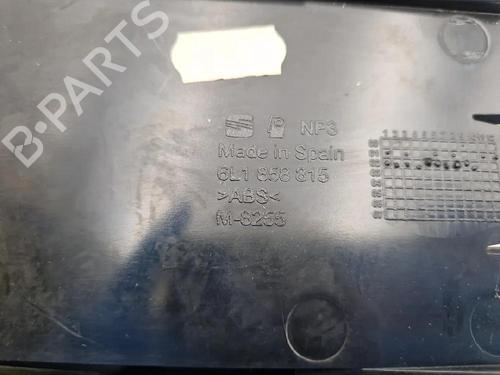 B-PARTS
NP3
Made in Spain
6L1 858 815
>ABS<
M-8255